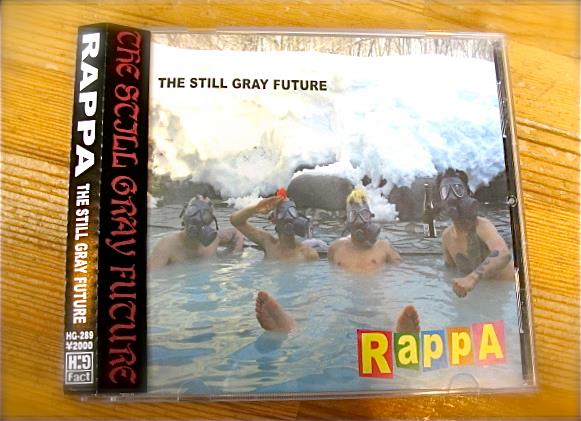 RAPPA THE STILL GRAY FUTURE
HG-289
¥2000
H:G
Fact
THE STILL GRAY FUTURE
THE STILL GRAY FUTURE
RappA